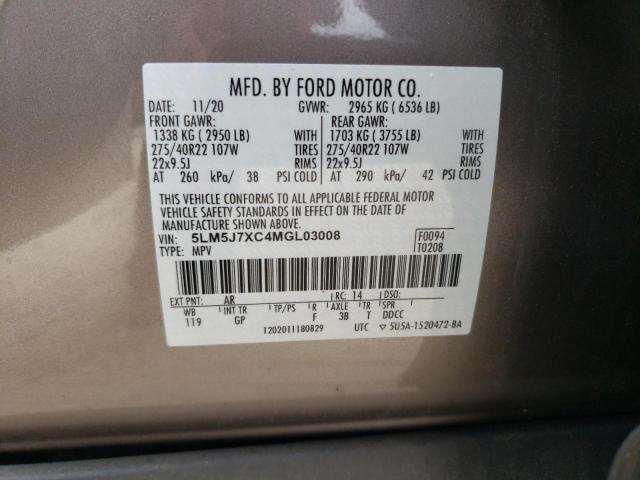 MFD. BY FORD MOTOR CO.
DATE: 11/20 GVWR: 2965 KG ( 6536 LB)
FRONT GAWR: REAR GAWR:
1338 KG ( 2950 LB) WITH 1703 KG ( 3755 LB) WITH
275/40R22 107W TIRES 275/40R22 107W TIRES
22x9.5J RIMS 22x9.5J RIMS
AT 260 kPa/ 38 PSI COLD AT 290 kPa/ 42 PSI COLD
THIS VEHICLE CONFORMS TO ALL APPLICABLE FEDERAL MOTOR
VEHICLE SAFETY STANDARDS IN EFFECT ON THE DATE OF
MANUFACTURE SHOWN ABOVE.
VIN: 5LM5J7XC4MGL03008 F0094
TYPE: MPV T0208
EXT PNT: AR RC: 14 DSO:
WB INT TR TP/PS R AXLE TR SPR
119 GP F 3B T DDCC
1202011180829 UTC ▽ 5U5A-1520472-BA